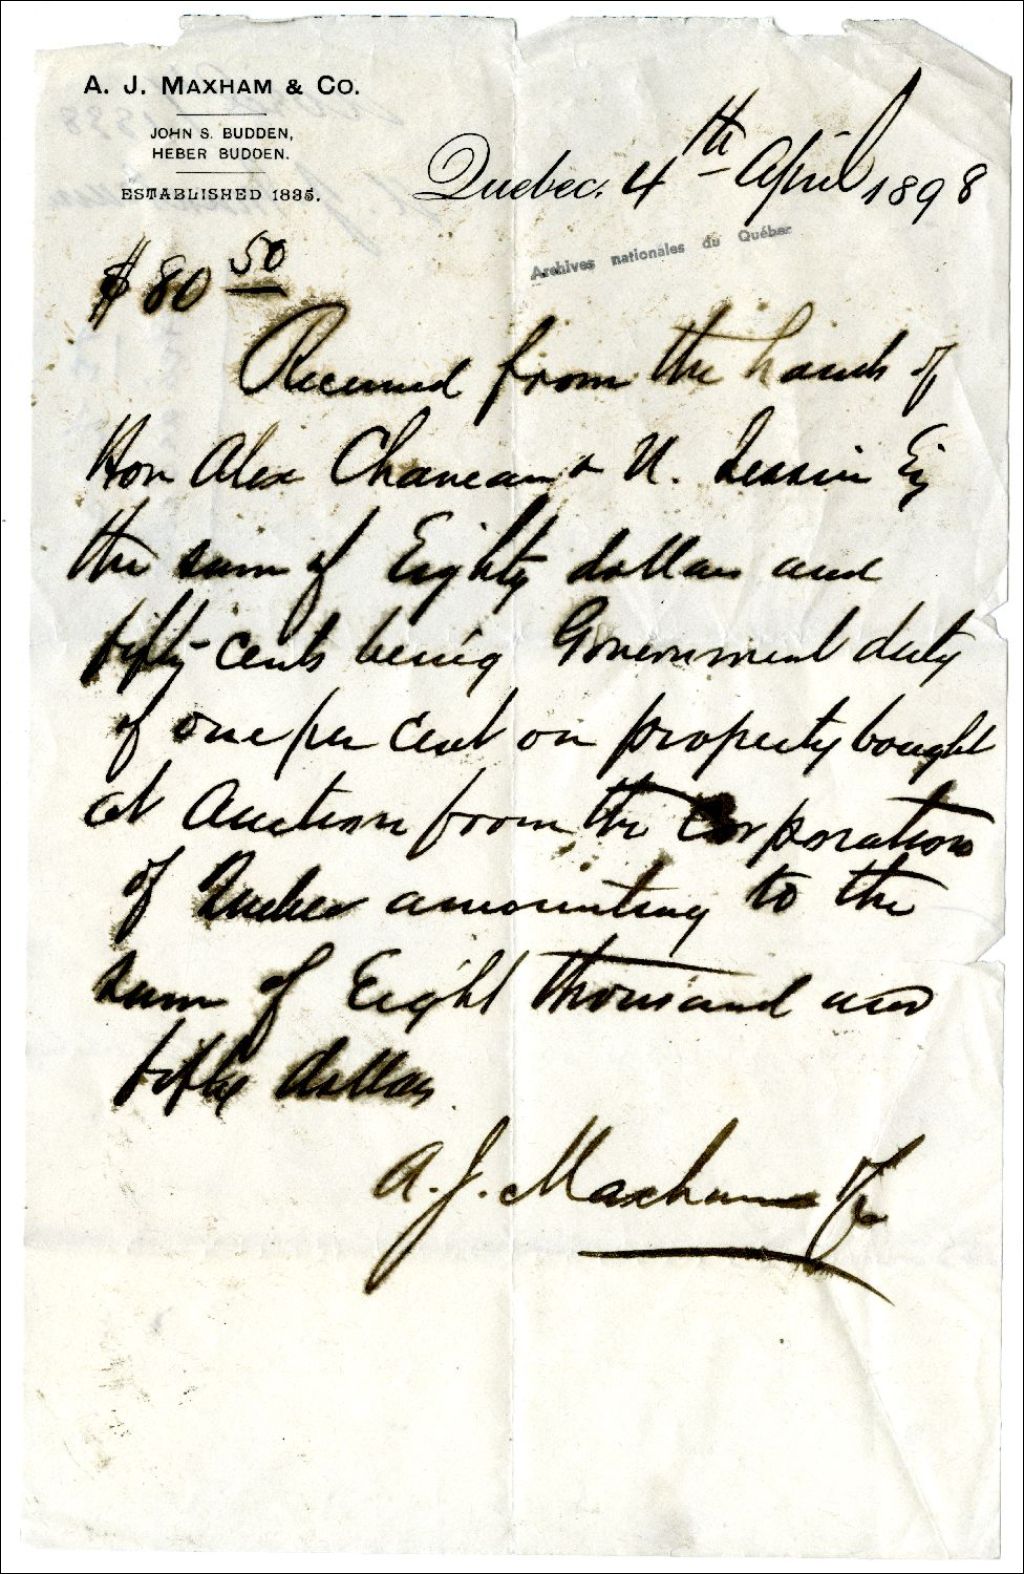 A. J. MAXHAM & CO.
JOHN S. BUDDEN,
HEBER BUDDEN.
ESTABLISHED 1835.
Quebec, 4th April 1898
Archives nationales du Québec
$80 50
Received from the hands of
Hon Alex Chauveau & N.
the sum of Eighty dollars and
fifty cents being Government duty
of one per cent on property bought
at Auction from the Corporation
of Quebec amounting to the
sum of Eight thousand and
fifty dollars
A. J. Maxham & Co